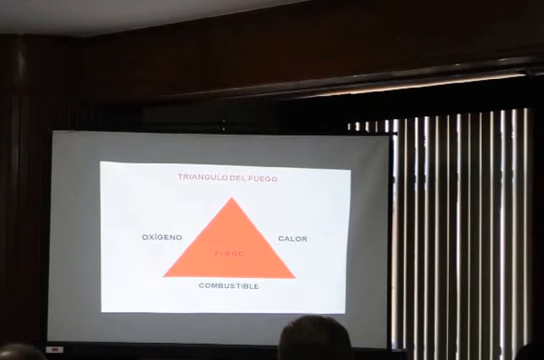 TRIANGULO DEL FUEGO
OXÍGENO
CALOR
FUEGO
COMBUSTIBLE